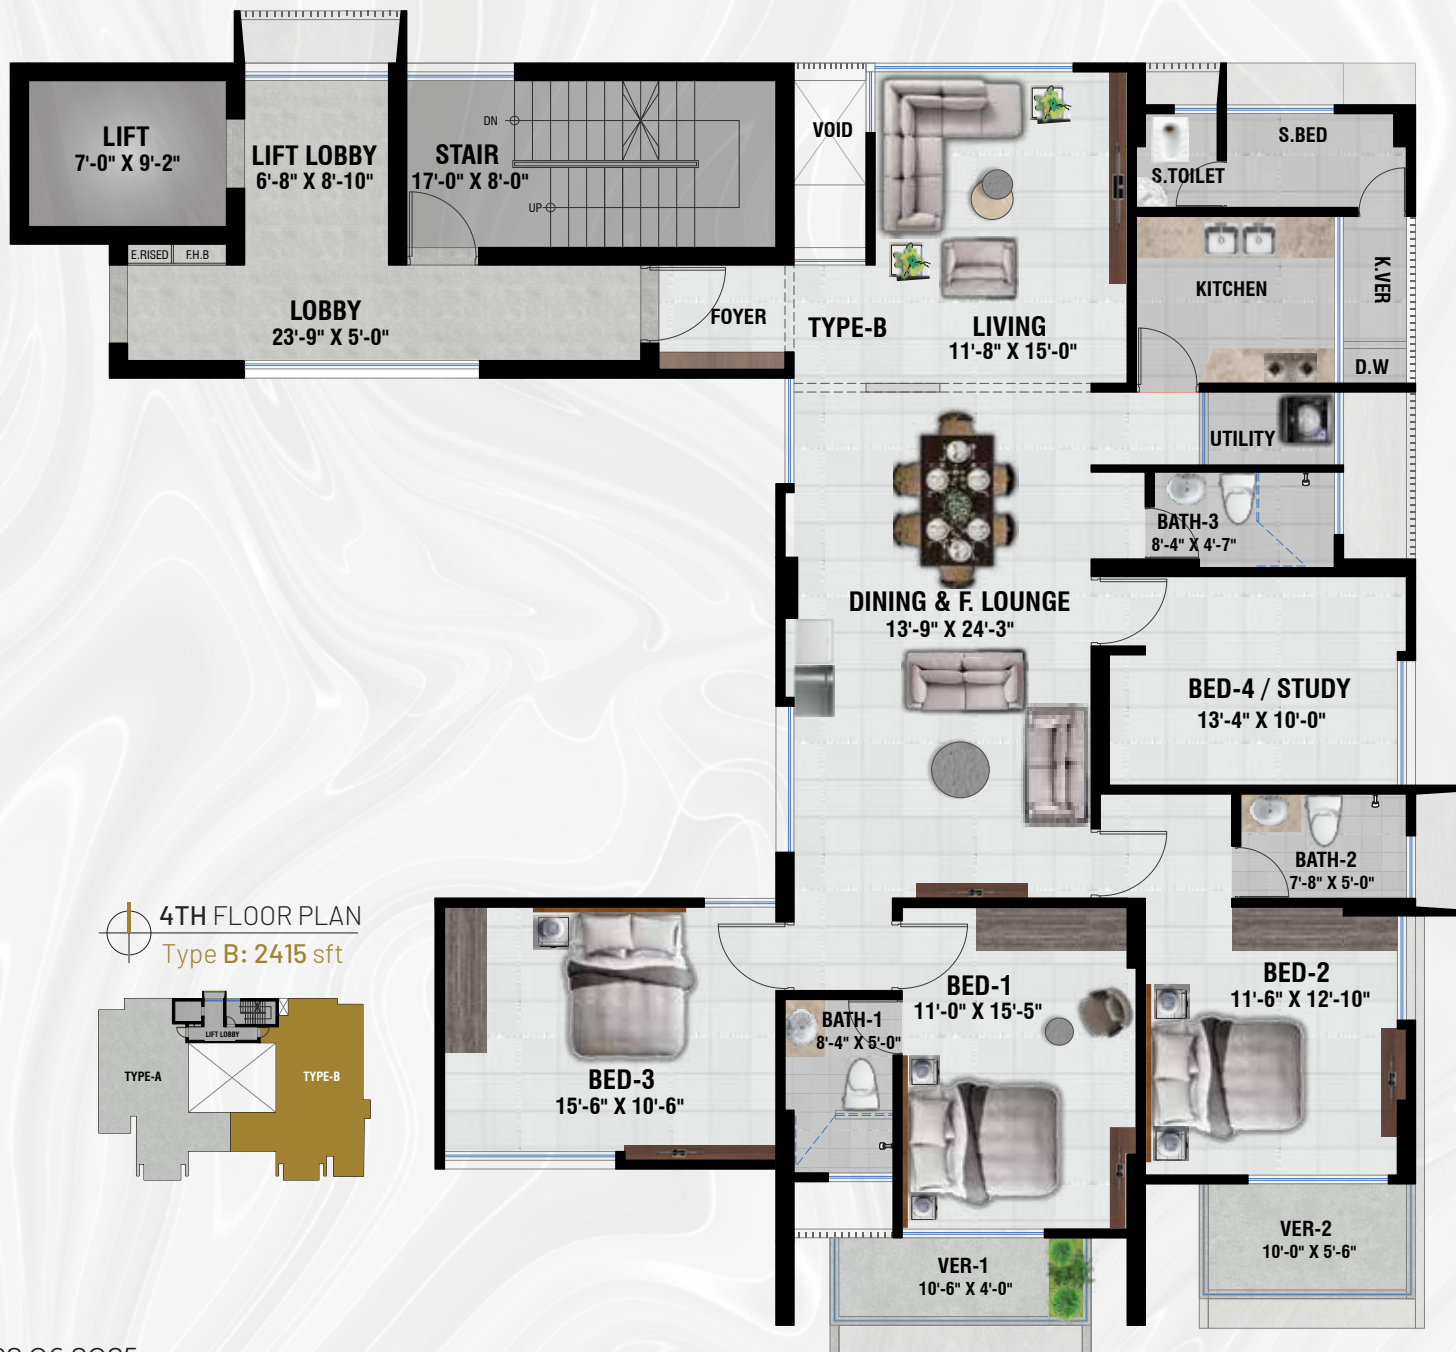 LIFT
7'-0" X 9'-2"
LIFT LOBBY
6'-8" X 8'-10"
STAIR
17'-0" X 8'-0"
DN
UP
VOID
S.BED
S.TOILET
E.RISED
F.H.B
LOBBY
23'-9" X 5'-0"
FOYER
TYPE-B
LIVING
11'-8" X 15'-0"
KITCHEN
K.VER
D.W
UTILITY
BATH-3
8'-4" X 4'-7"
DINING & F. LOUNGE
13'-9" X 24'-3"
BED-4 / STUDY
13'-4" X 10'-0"
BATH-2
7'-8" X 5'-0"
4TH FLOOR PLAN
Type B: 2415 sft
LIFT LOBBY
TYPE-A
TYPE-B
BED-3
15'-6" X 10'-6"
BATH-1
8'-4" X 5'-0"
BED-1
11'-0" X 15'-5"
BED-2
11'-6" X 12'-10"
VER-1
10'-6" X 4'-0"
VER-2
10'-0" X 5'-6"